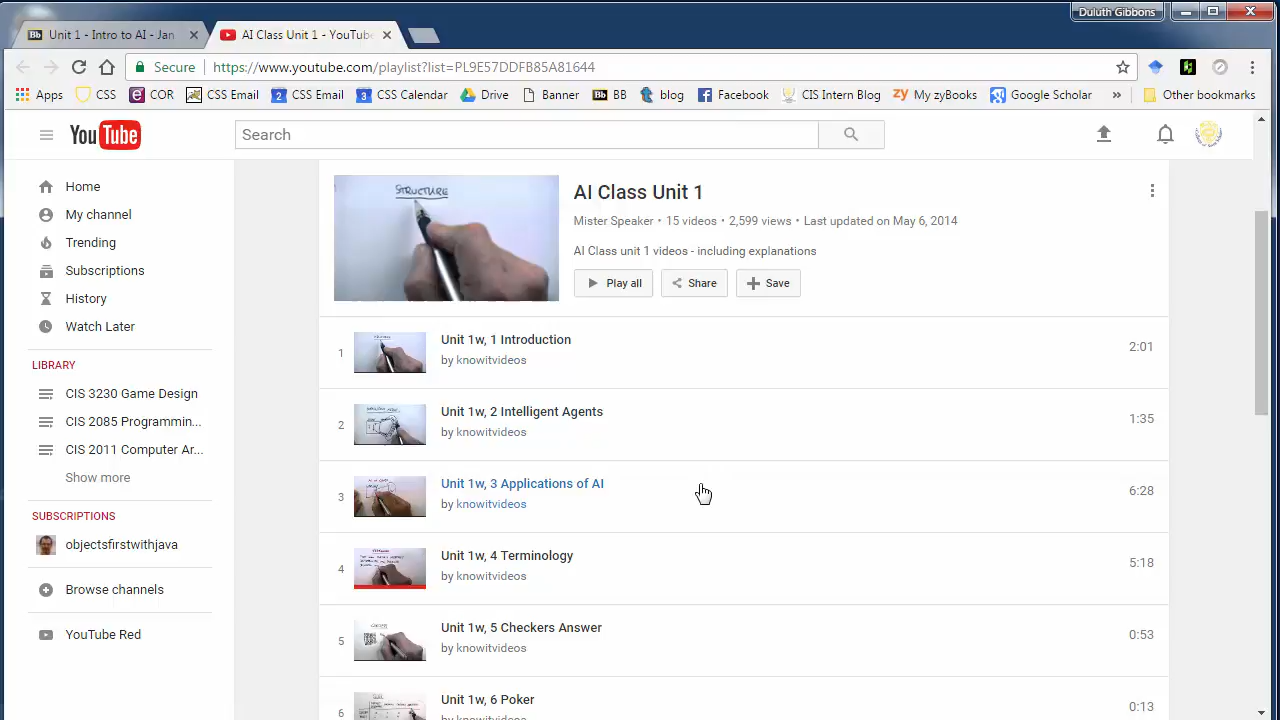 Duluth Gibbons
Unit 1 - Intro to AI - Jan
AI Class Unit 1 - YouTube
Secure https://www.youtube.com/playlist?list=PL9E57DDFB85A81644
Apps CSS COR CSS Email CSS Email CSS Calendar Drive Banner BB blog Facebook CIS Intern Blog My zyBooks Google Scholar » Other bookmarks
YouTube
Search
Home
My channel
Trending
Subscriptions
History
Watch Later
LIBRARY
CIS 3230 Game Design
CIS 2085 Programmin...
CIS 2011 Computer Ar...
Show more
SUBSCRIPTIONS
objectsfirstwithjava
Browse channels
YouTube Red
STRUCTURE
AI Class Unit 1
Mister Speaker • 15 videos • 2,599 views • Last updated on May 6, 2014
AI Class unit 1 videos - including explanations
Play all Share Save
1 Unit 1w, 1 Introduction 2:01
by knowitvideos
2 Unit 1w, 2 Intelligent Agents 1:35
by knowitvideos
3 Unit 1w, 3 Applications of AI 6:28
by knowitvideos
4 Unit 1w, 4 Terminology 5:18
by knowitvideos
5 Unit 1w, 5 Checkers Answer 0:53
by knowitvideos
6 Unit 1w, 6 Poker 0:13
by knowitvideos